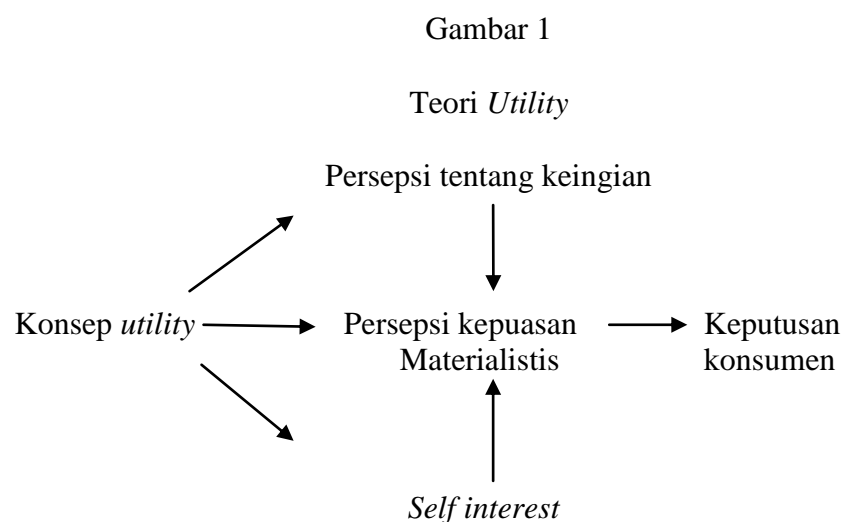 Gambar 1
Teori Utility
Persepsi tentang keingian
Konsep utility
Persepsi kepuasan
Materialistis
Keputusan
konsumen
Self interest